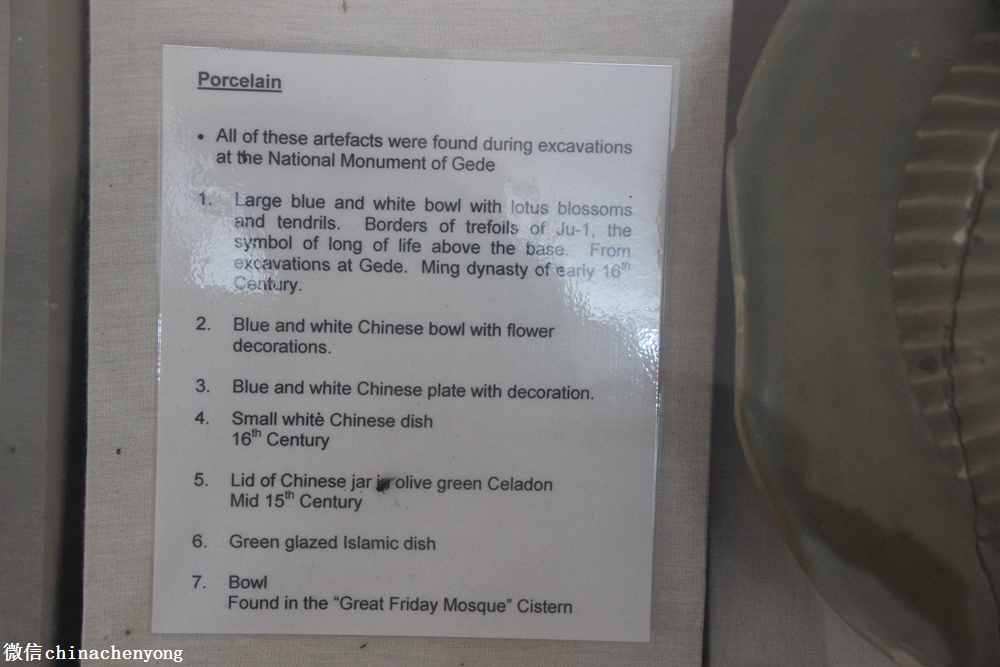 Porcelain
• All of these artefacts were found during excavations
at the National Monument of Gede
1. Large blue and white bowl with lotus blossoms
and tendrils. Borders of trefoils of Ju-1, the
symbol of long of life above the base. From
excavations at Gede. Ming dynasty of early 16th
Century.
2. Blue and white Chinese bowl with flower
decorations.
3. Blue and white Chinese plate with decoration.
4. Small white Chinese dish
16th Century
5. Lid of Chinese jar in olive green Celadon
Mid 15th Century
6. Green glazed Islamic dish
7. Bowl
Found in the “Great Friday Mosque” Cistern
微信chinachenyong